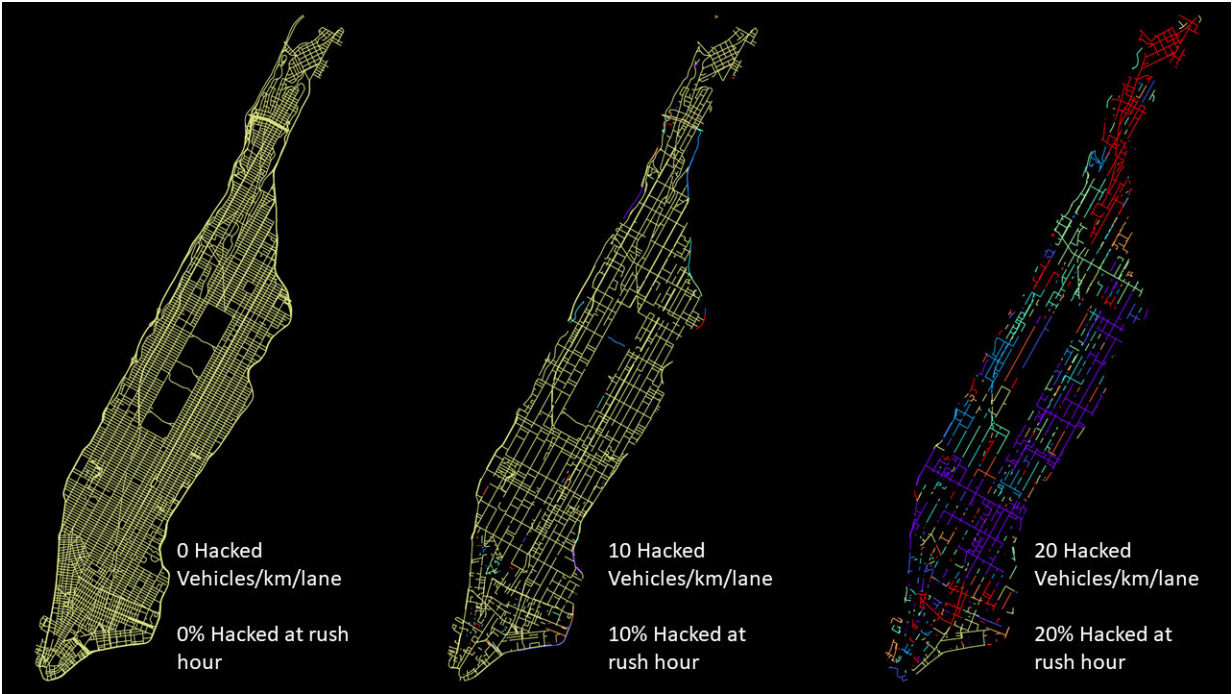 0 Hacked
Vehicles/km/lane
0% Hacked at rush
hour
10 Hacked
Vehicles/km/lane
10% Hacked at
rush hour
20 Hacked
Vehicles/km/lane
20% Hacked at
rush hour